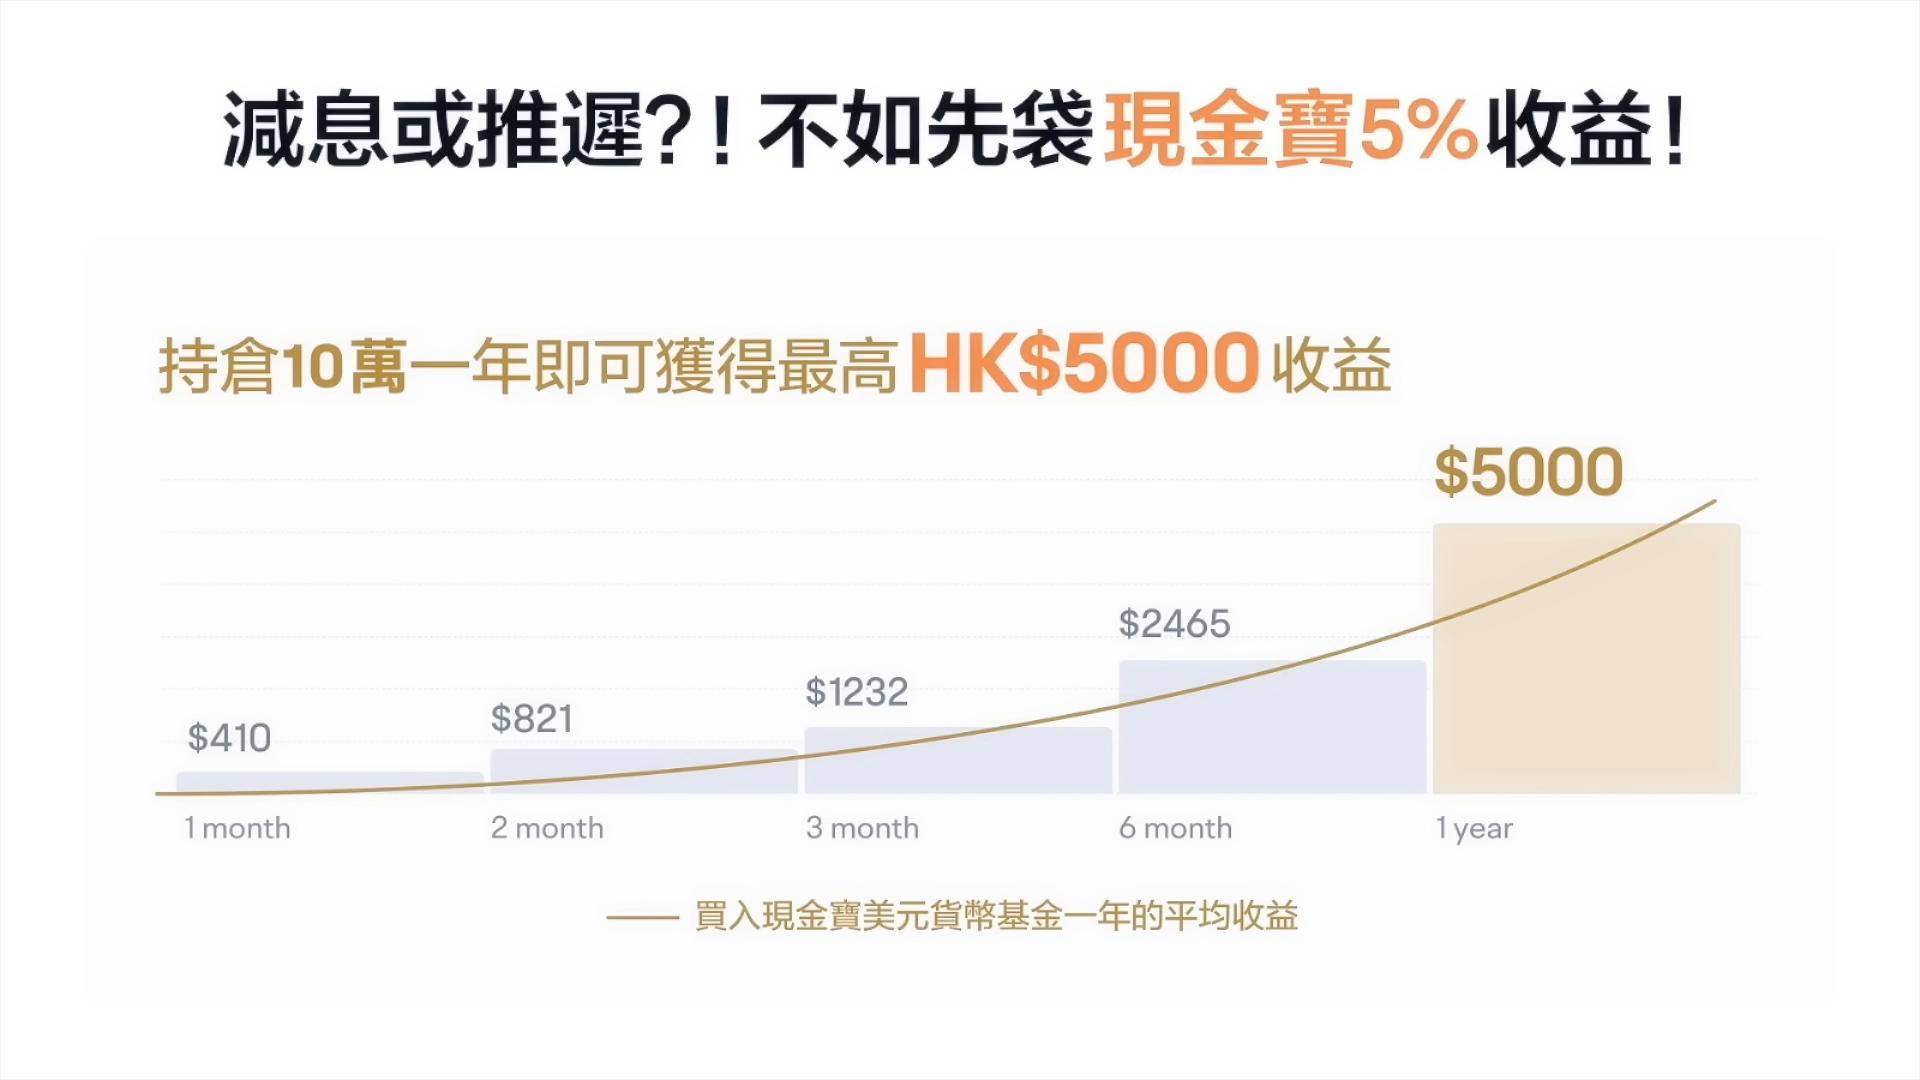 減息或推遲?!不如先袋現金寶5%收益!
持倉10萬一年即可獲得最高HK$5000收益
$5000
$2465
$1232
$821
$410
1 month
2 month
3 month
6 month
1 year
買入現金寶美元貨幣基金一年的平均收益